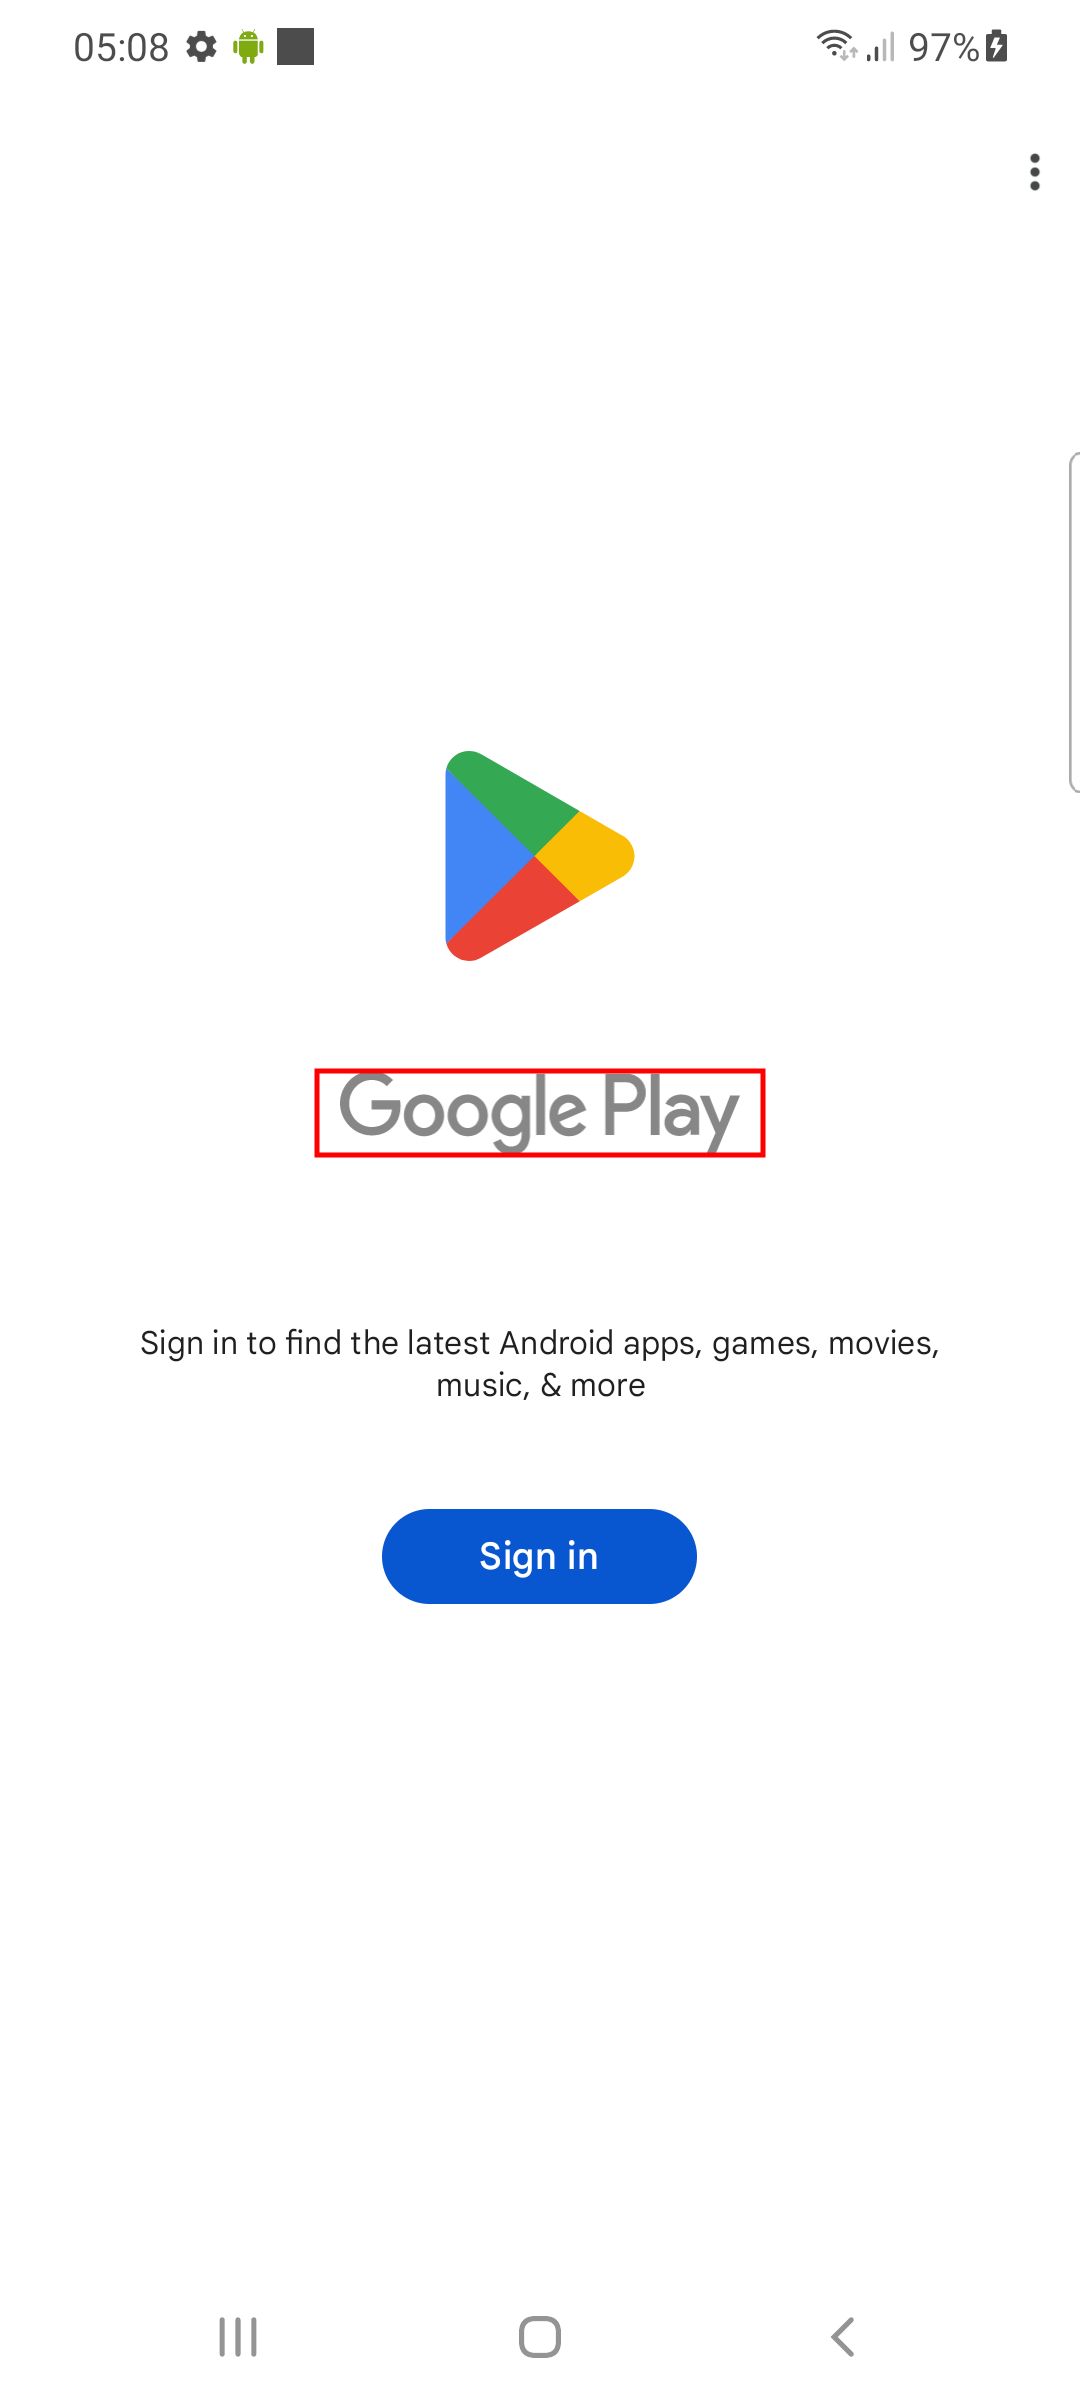 05:08 97%
Google Play
Sign in to find the latest Android apps, games, movies,
music, & more
Sign in